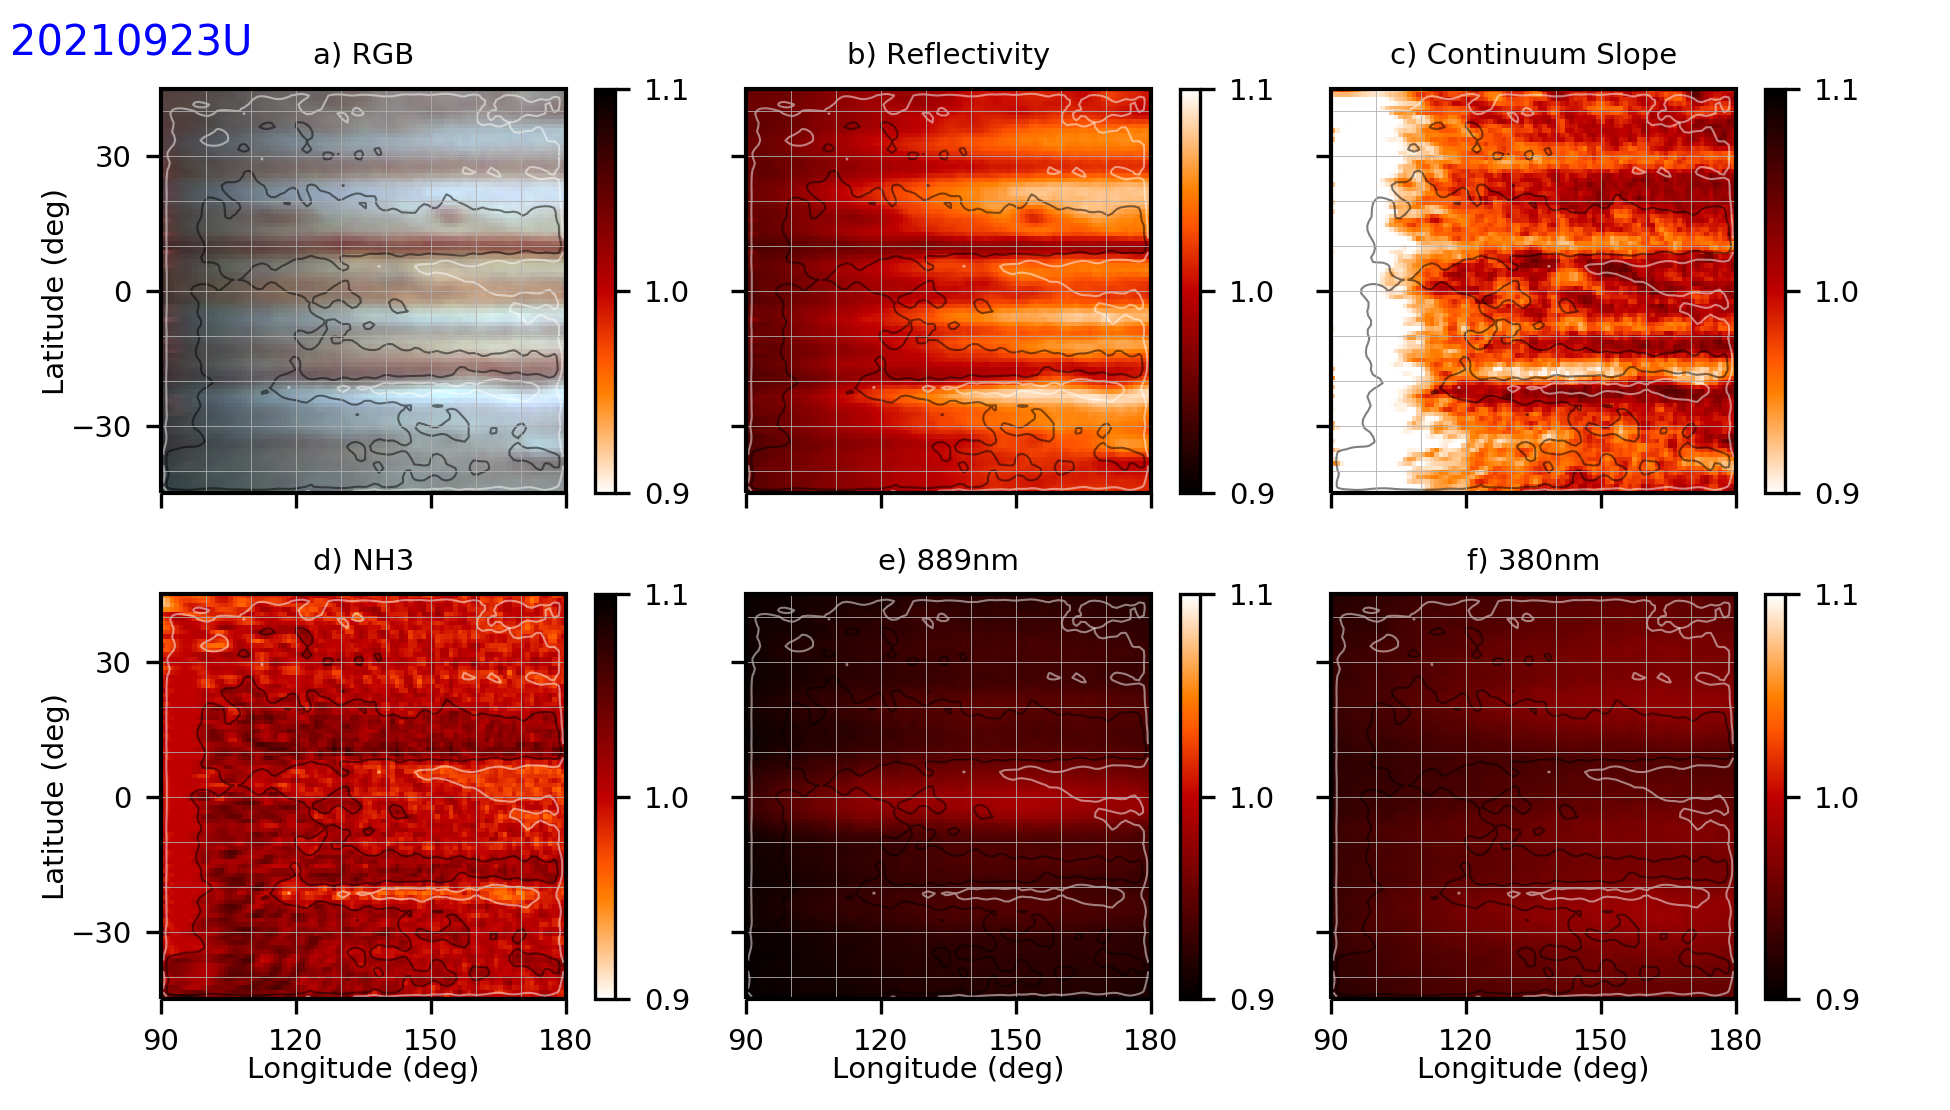 20210923U
a) RGB
b) Reflectivity
c) Continuum Slope
1.1
1.1
1.1
30
Latitude (deg)
0
1.0
1.0
1.0
−30
0.9
0.9
0.9
d) NH3
e) 889nm
f) 380nm
1.1
1.1
1.1
30
Latitude (deg)
0
1.0
1.0
1.0
−30
0.9
0.9
0.9
90 120 150 180
90 120 150 180
90 120 150 180
Longitude (deg)
Longitude (deg)
Longitude (deg)